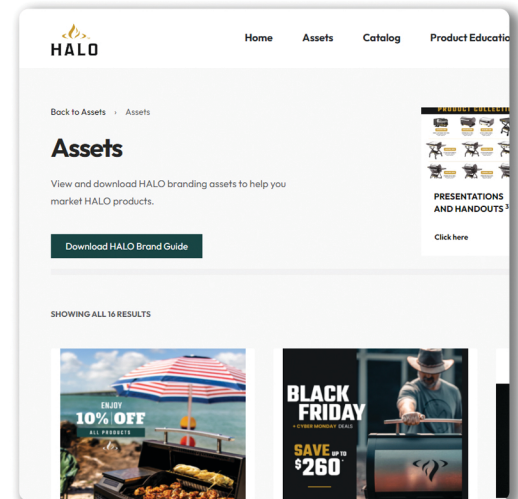 HALO
Home Assets Catalog Product Educatio
Back to Assets › Assets
Assets
View and download HALO branding assets to help you
market HALO products.
Download HALO Brand Guide
PRODUCT COLLECTI
PRESENTATIONS
AND HANDOUTS 3
Click here
SHOWING ALL 16 RESULTS
ENJOY
10% OFF
ALL PRODUCTS
BLACK
FRIDAY
+ CYBER MONDAY DEALS
SAVE UP TO
$260*